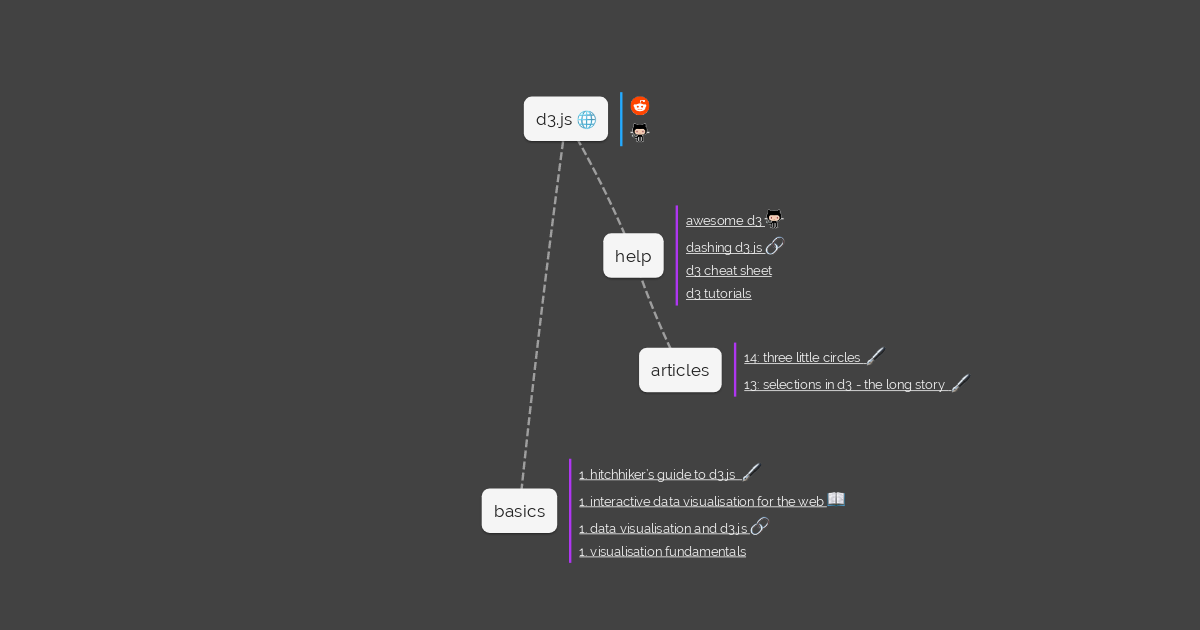 d3.js
help
awesome d3
dashing d3.js
d3 cheat sheet
d3 tutorials
articles
14: three little circles
13: selections in d3 - the long story
basics
1. hitchhiker's guide to d3.js
1. interactive data visualisation for the web
1. data visualisation and d3.js
1. visualisation fundamentals